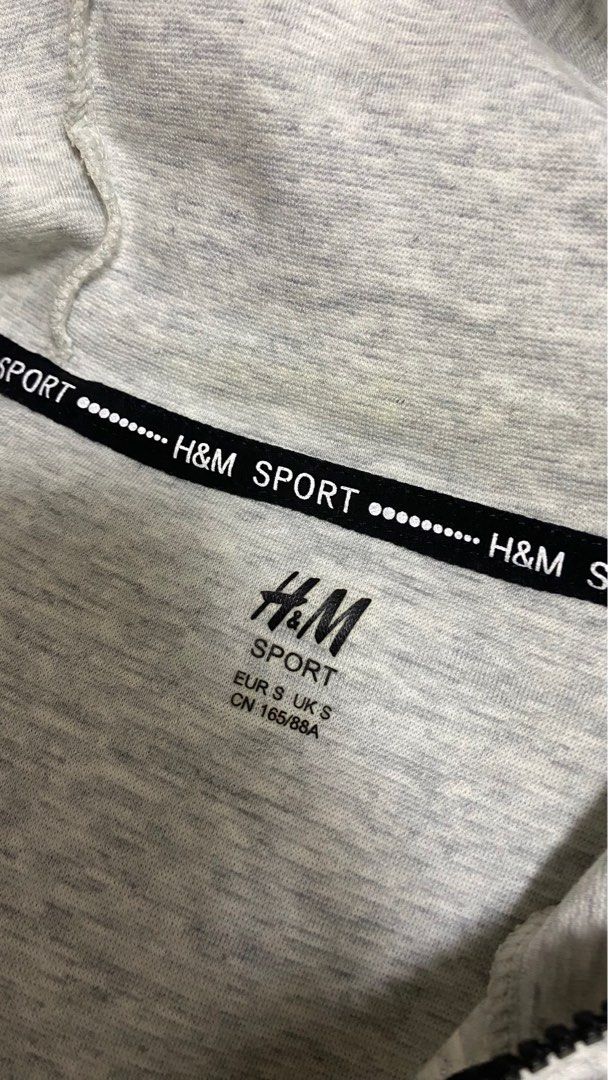 SPORT H&M SPORT H&M S
H&M
SPORT
EUR S UK S
CN 165/88A